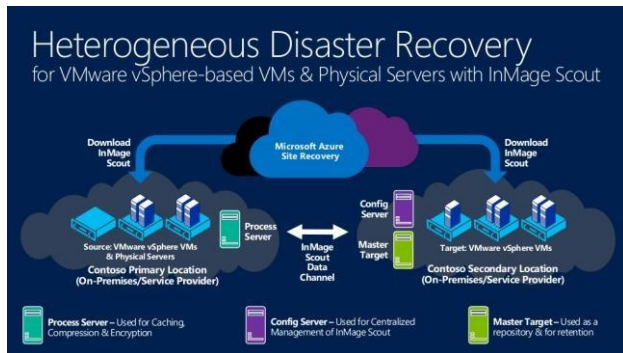 Heterogeneous Disaster Recovery
for VMware vSphere-based VMs & Physical Servers with InMage Scout
Microsoft Azure
Site Recovery
Download
InMage
Scout
Download
InMage
Scout
Source: VMware vSphere VMs
& Physical Servers
Process
Server
Contoso Primary Location
(On-Premises/Service Provider)
InMage
Scout
Data
Channel
Config
Server
Master
Target
Target: VMware vSphere VMs
Contoso Secondary Location
(On-Premises/Service Provider)
Process Server – Used for Caching,
Compression & Encryption
Config Server – Used for Centralized
Management of InMage Scout
Master Target – Used as a
repository & for retention